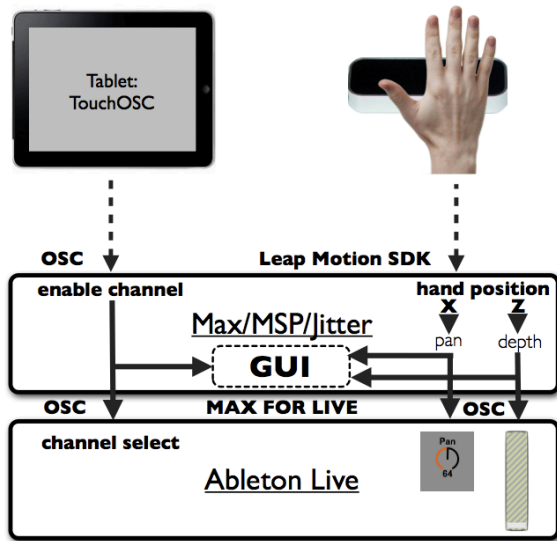 Tablet:
TouchOSC
OSC
Leap Motion SDK
enable channel
hand position
X Z
Max/MSP/Jitter
pan
depth
GUI
OSC
MAX FOR LIVE
OSC
channel select
Pan
64
Ableton Live